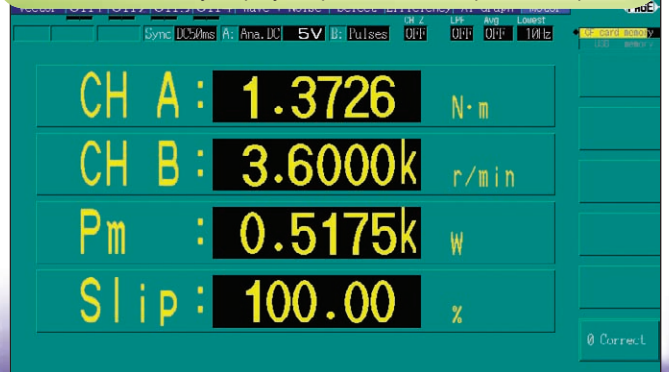 CH Z LPF Avg Lowest
Sync DC50ms A: Ana.DC 5V B: Pulses OFF OFF OFF 10Hz CF card memory
USB memory
CH A: 1.3726 N·m
CH B: 3.6000k r/min
Pm : 0.5175k W
Slip: 100.00 %
0 Correct